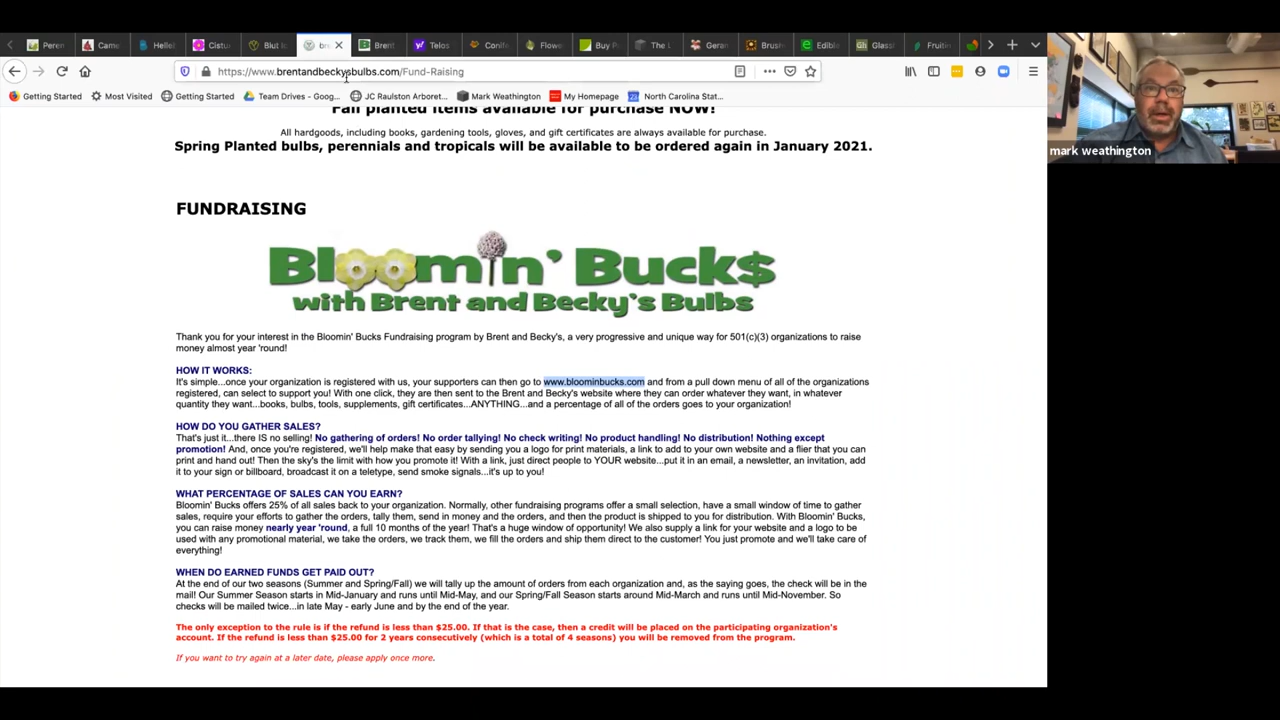 Peren
Came
Hellel
Cistu
Blut lo
bre
Brent
Telos
Conife
Flowe
Buy P
The L
Geran
Brush
Edible
Glassl
Fruitin
https://www.brentandbeckysbulbs.com/Fund-Raising
Getting Started
Most Visited
Getting Started
Team Drives - Goog...
JC Raulston Arboret...
Mark Weathington
My Homepage
North Carolina Stat...
Fall planted items available for purchase NOW!
All hardgoods, including books, gardening tools, gloves, and gift certificates are always available for purchase.
Spring Planted bulbs, perennials and tropicals will be available to be ordered again in January 2021.
mark weathington
FUNDRAISING
Bloomin' Buck$
with Brent and Becky's Bulbs
Thank you for your interest in the Bloomin' Bucks Fundraising program by Brent and Becky's, a very progressive and unique way for 501(c)(3) organizations to raise
money almost year 'round!
HOW IT WORKS:
It's simple...once your organization is registered with us, your supporters can then go to www.bloominbucks.com and from a pull down menu of all of the organizations
registered, can select to support you! With one click, they are then sent to the Brent and Becky's website where they can order whatever they want, in whatever
quantity they want...books, bulbs, tools, supplements, gift certificates...ANYTHING...and a percentage of all of the orders goes to your organization!
HOW DO YOU GATHER SALES?
That's just it...there IS no selling! No gathering of orders! No order tallying! No check writing! No product handling! No distribution! Nothing except
promotion! And, once you're registered, we'll help make that easy by sending you a logo for print materials, a link to add to your own website and a flier that you can
print and hand out! Then the sky's the limit with how you promote it! With a link, just direct people to YOUR website...put it in an email, a newsletter, an invitation, add
it to your sign or billboard, broadcast it on a teletype, send smoke signals...it's up to you!
WHAT PERCENTAGE OF SALES CAN YOU EARN?
Bloomin' Bucks offers 25% of all sales back to your organization. Normally, other fundraising programs offer a small selection, have a small window of time to gather
sales, require your efforts to gather the orders, tally them, send in money and the orders, and then the product is shipped to you for distribution. With Bloomin' Bucks,
you can raise money nearly year 'round, a full 10 months of the year! That's a huge window of opportunity! We also supply a link for your website and a logo to be
used with any promotional material, we take the orders, we track them, we fill the orders and ship them direct to the customer! You just promote and we'll take care of
everything!
WHEN DO EARNED FUNDS GET PAID OUT?
At the end of our two seasons (Summer and Spring/Fall) we will tally up the amount of orders from each organization and, as the saying goes, the check will be in the
mail! Our Summer Season starts in Mid-January and runs until Mid-May, and our Spring/Fall Season starts around Mid-March and runs until Mid-November. So
checks will be mailed twice...in late May - early June and by the end of the year.
The only exception to the rule is if the refund is less than $25.00. If that is the case, then a credit will be placed on the participating organization's
account. If the refund is less than $25.00 for 2 years consecutively (which is a total of 4 seasons) you will be removed from the program.
If you want to try again at a later date, please apply once more.